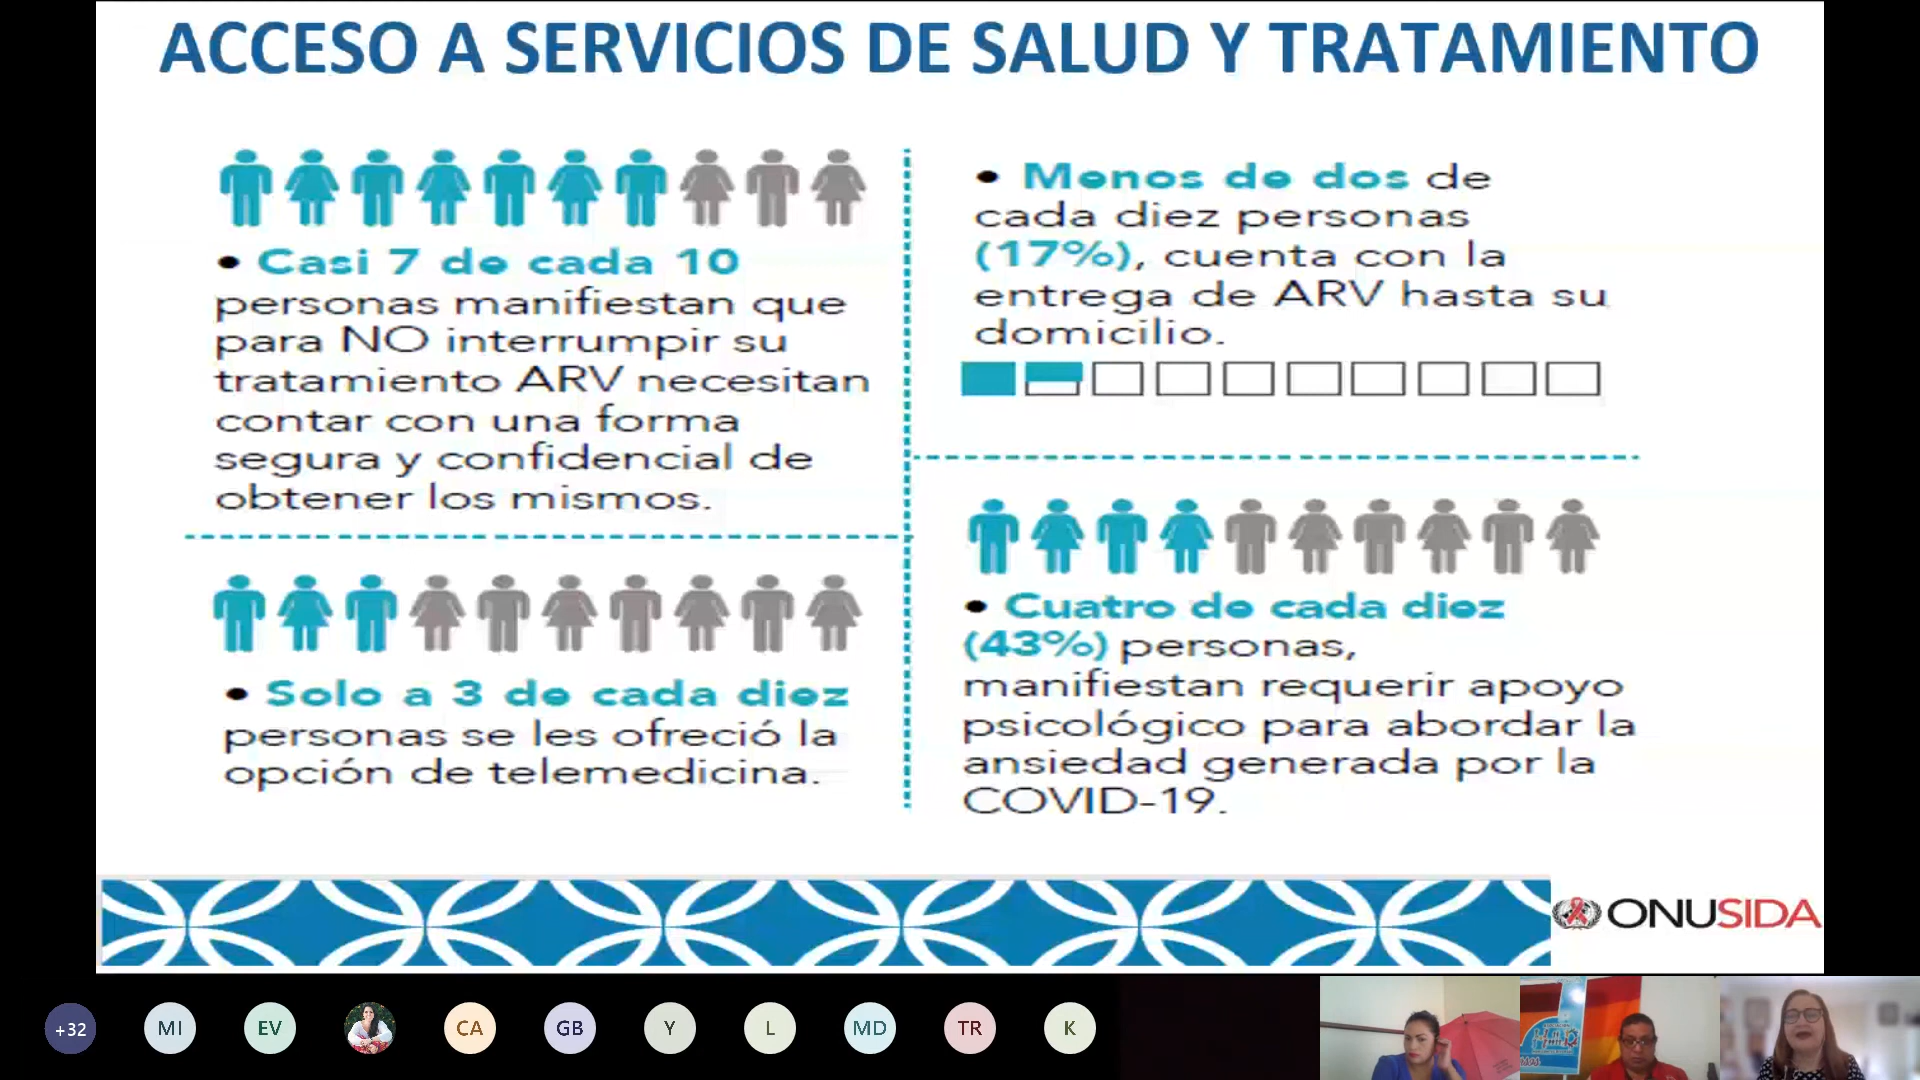 ACCESO A SERVICIOS DE SALUD Y TRATAMIENTO
• Casi 7 de cada 10
personas manifiestan que
para NO interrumpir su
tratamiento ARV necesitan
contar con una forma
segura y confidencial de
obtener los mismos.
• Solo a 3 de cada diez
personas se les ofreció la
opción de telemedicina.
• Menos de dos de
cada diez personas
(17%), cuenta con la
entrega de ARV hasta su
domicilio.
• Cuatro de cada diez
(43%) personas,
manifiestan requerir apoyo
psicológico para abordar la
ansiedad generada por la
COVID-19.
ONUSIDA
+32
MI
EV
CA
GB
Y
L
MD
TR
K